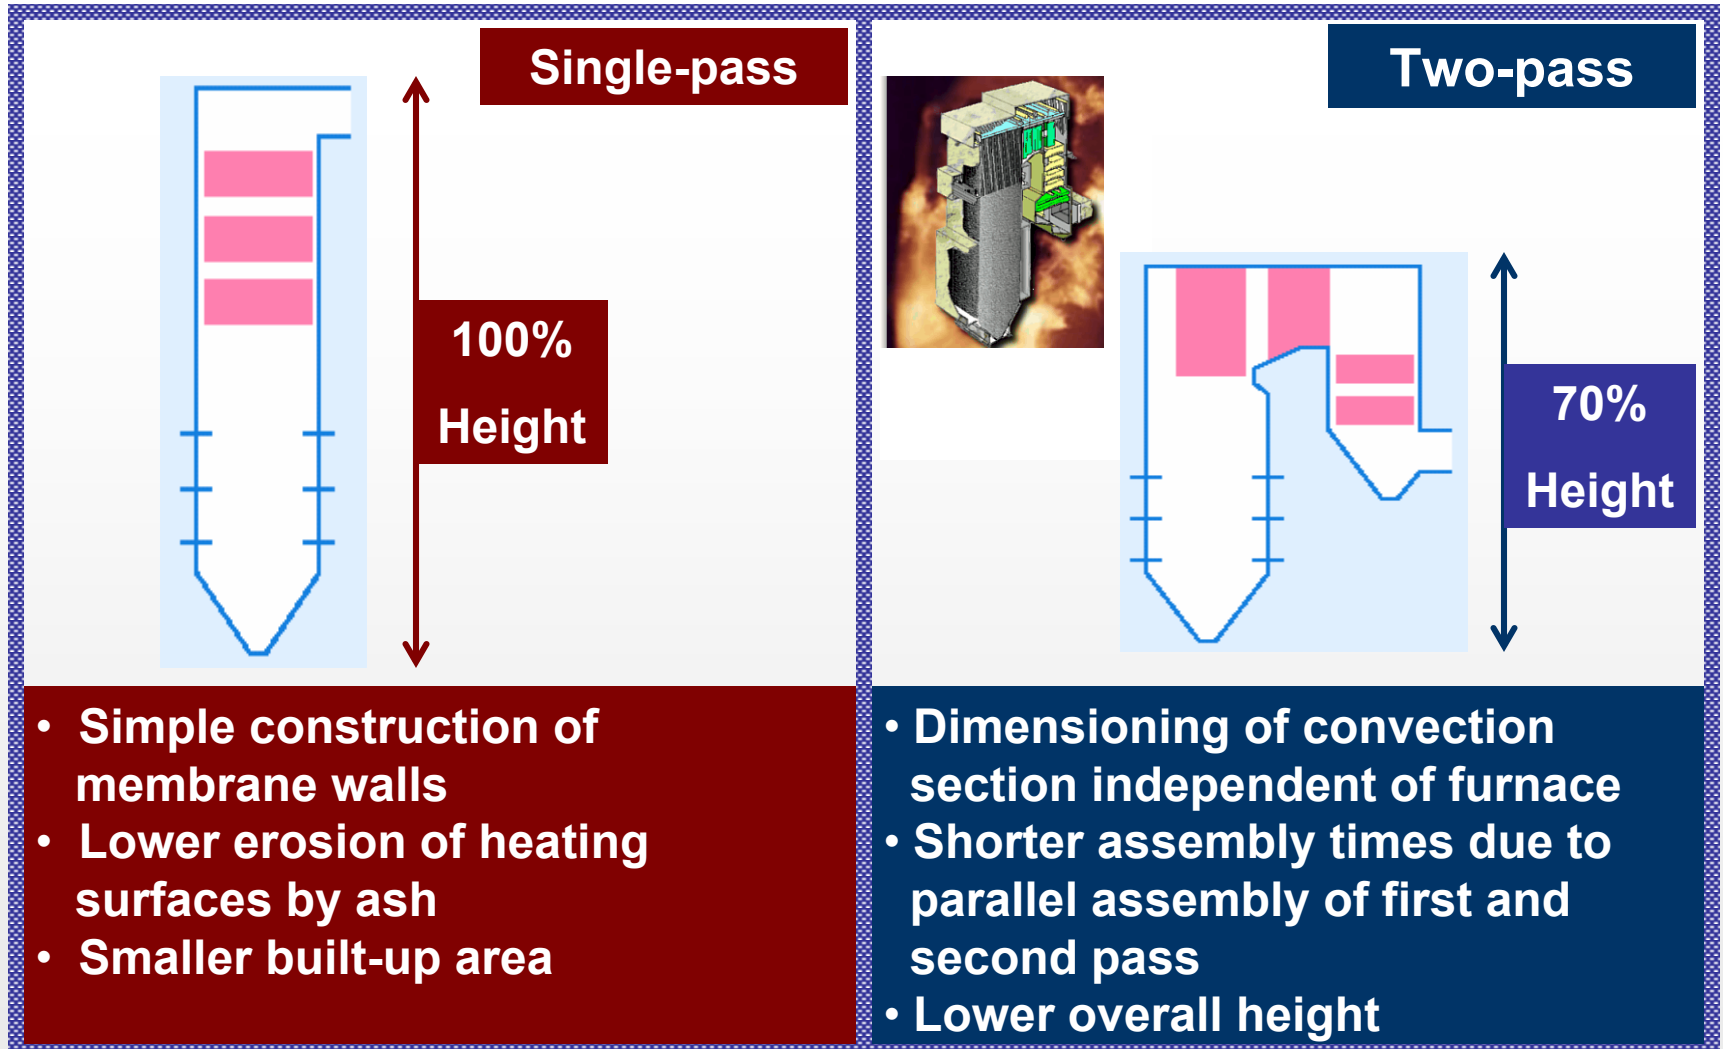 Single-pass
100%
Height
• Simple construction of
membrane walls
• Lower erosion of heating
surfaces by ash
• Smaller built-up area
Two-pass
70%
Height
• Dimensioning of convection
section independent of furnace
• Shorter assembly times due to
parallel assembly of first and
second pass
• Lower overall height